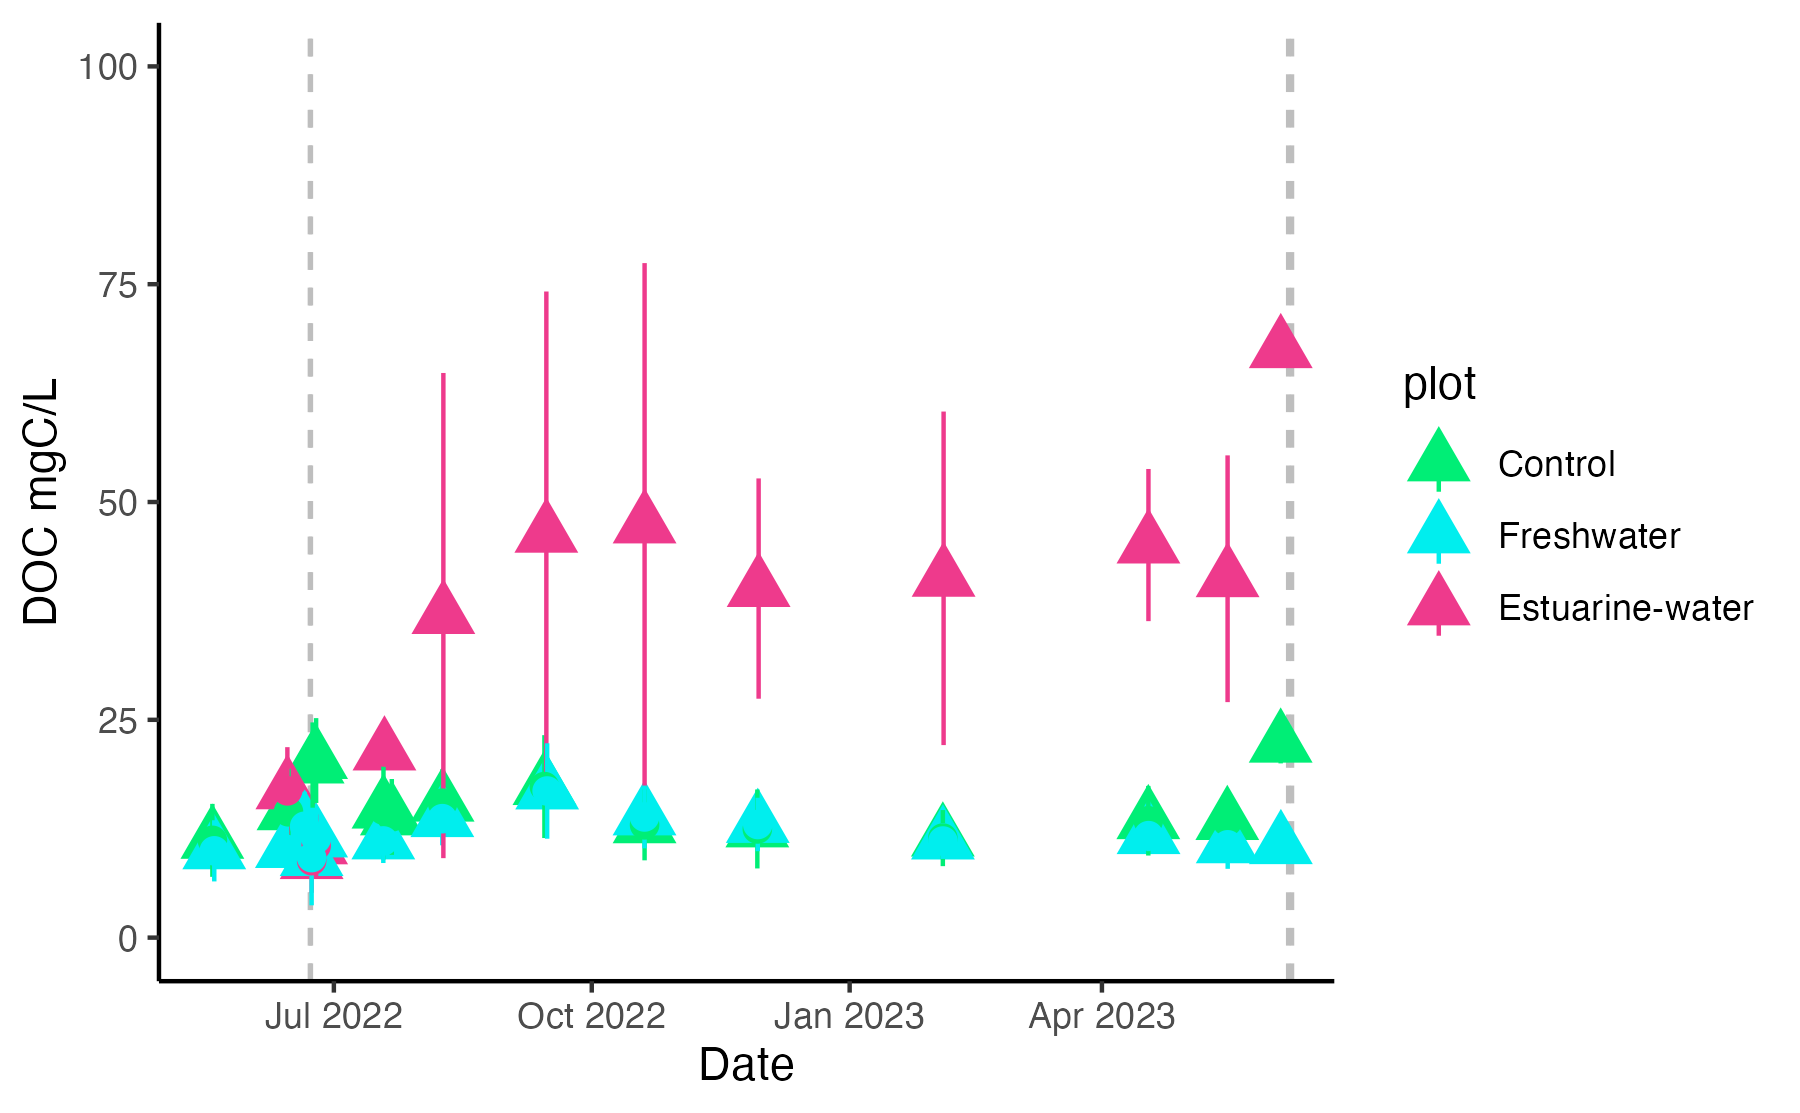 DOC mgC/L
100
75
50
25
0
Jul 2022
Oct 2022
Jan 2023
Apr 2023
Date
plot
Control
Freshwater
Estuarine-water